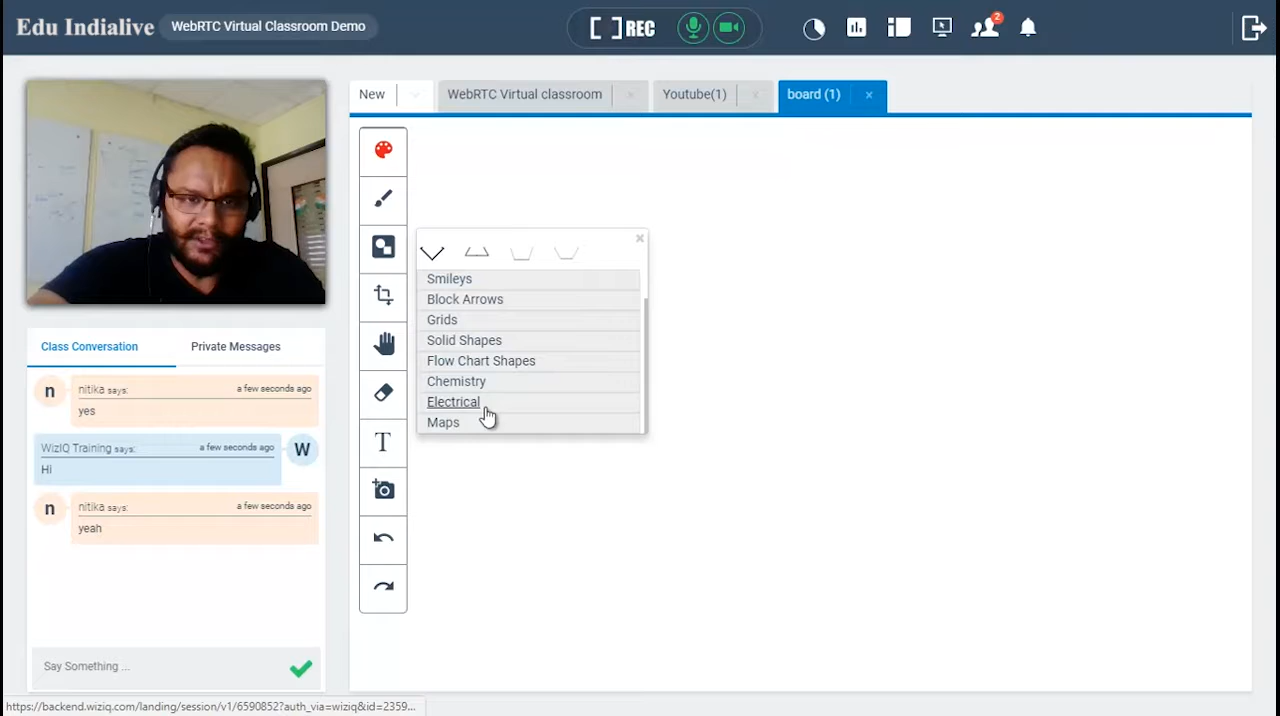 Edu Indialive
WebRTC Virtual Classroom Demo
[ ] REC
2
New
WebRTC Virtual classroom
x
Youtube(1)
x
board (1)
x
x
Smileys
Block Arrows
Grids
Solid Shapes
Flow Chart Shapes
Chemistry
Electrical
Maps
T
Class Conversation
Private Messages
n
nitika says:
a few seconds ago
yes
WizIQ Training says:
a few seconds ago
W
Hi
n
nitika says:
a few seconds ago
yeah
Say Something ...
https://backend.wiziq.com/landing/session/v1/6590852?auth_via=wiziq&id=2359...